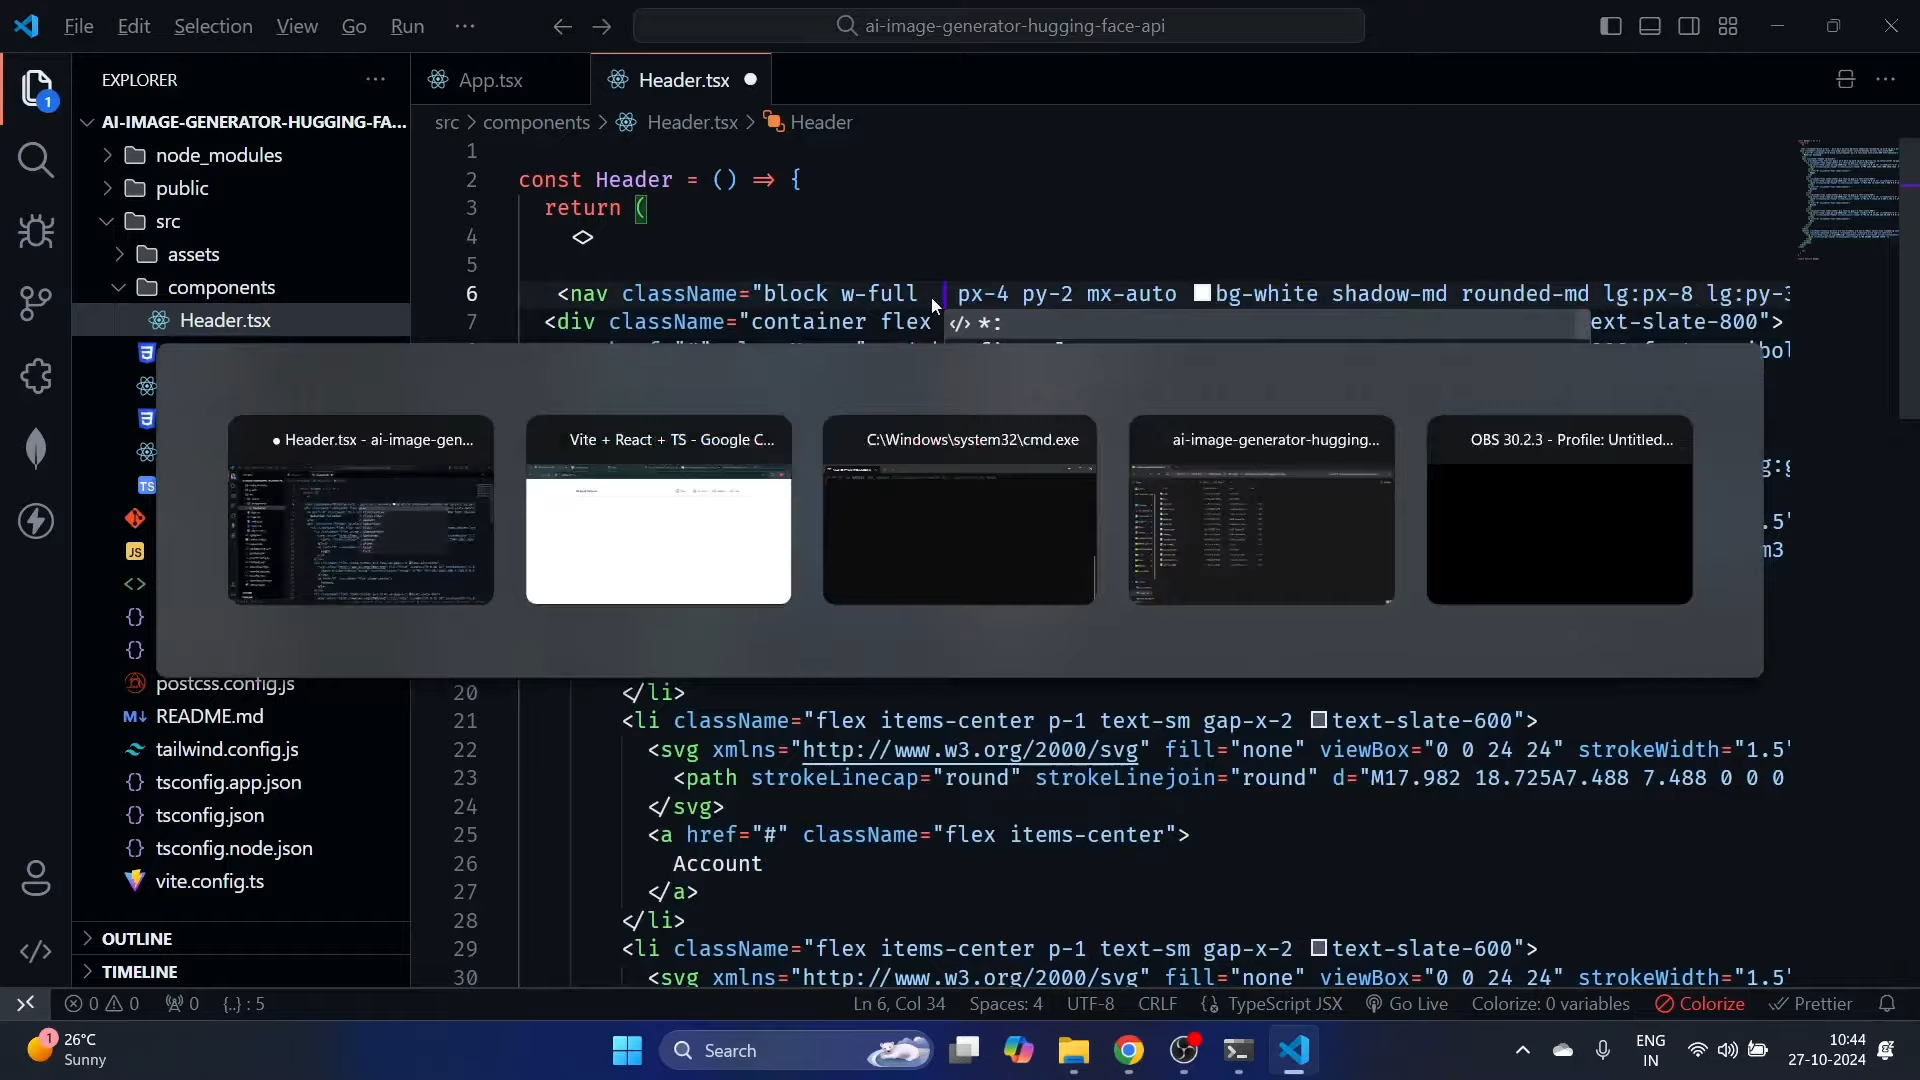 File Edit Selection View Go Run ···
ai-image-generator-hugging-face-api
EXPLORER
AI-IMAGE-GENERATOR-HUGGING-FA...
node_modules
public
src
assets
components
Header.tsx
postcss.config.js
README.md
tailwind.config.js
tsconfig.app.json
tsconfig.json
tsconfig.node.json
vite.config.ts
OUTLINE
TIMELINE
App.tsx
Header.tsx
src > components > Header.tsx > Header
1
2 const Header = () => {
3 return (
4 <>
5
6 <nav className="block w-full px-4 py-2 mx-auto bg-white shadow-md rounded-md lg:px-8 lg:py-3
7 <div className="container flex
</> *:
ext-slate-800">
● Header.tsx - ai-image-gen...
Vite + React + TS - Google C...
C:\Windows\system32\cmd.exe
ai-image-generator-hugging...
OBS 30.2.3 - Profile: Untitled...
20 </li>
21 <li className="flex items-center p-1 text-sm gap-x-2 text-slate-600">
22 <svg xmlns="http://www.w3.org/2000/svg" fill="none" viewBox="0 0 24 24" strokeWidth="1.5"
23 <path strokeLinecap="round" strokeLinejoin="round" d="M17.982 18.725A7.488 7.488 0 0 0
24 </svg>
25 <a href="#" className="flex items-center">
26 Account
27 </a>
28 </li>
29 <li className="flex items-center p-1 text-sm gap-x-2 text-slate-600">
30 <svg xmlns="http://www.w3.org/2000/svg" fill="none" viewBox="0 0 24 24" strokeWidth="1.5"
0 0 0 {..} : 5
Ln 6, Col 34 Spaces: 4 UTF-8 CRLF {} TypeScript JSX Go Live Colorize: 0 variables Colorize Prettier
1 26°C
Sunny
Search
ENG
IN
10:44
27-10-2024